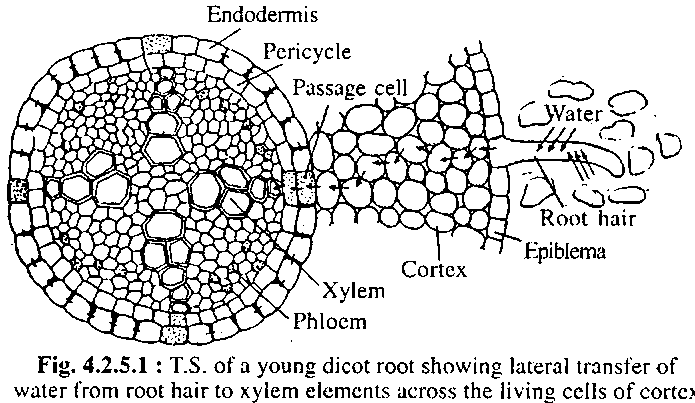 Endodermis
Pericycle
Passage cell
Water
Root hair
Epiblema
Cortex
Xylem
Phloem
Fig. 4.2.5.1 : T.S. of a young dicot root showing lateral transfer of
water from root hair to xylem elements across the living cells of cortex